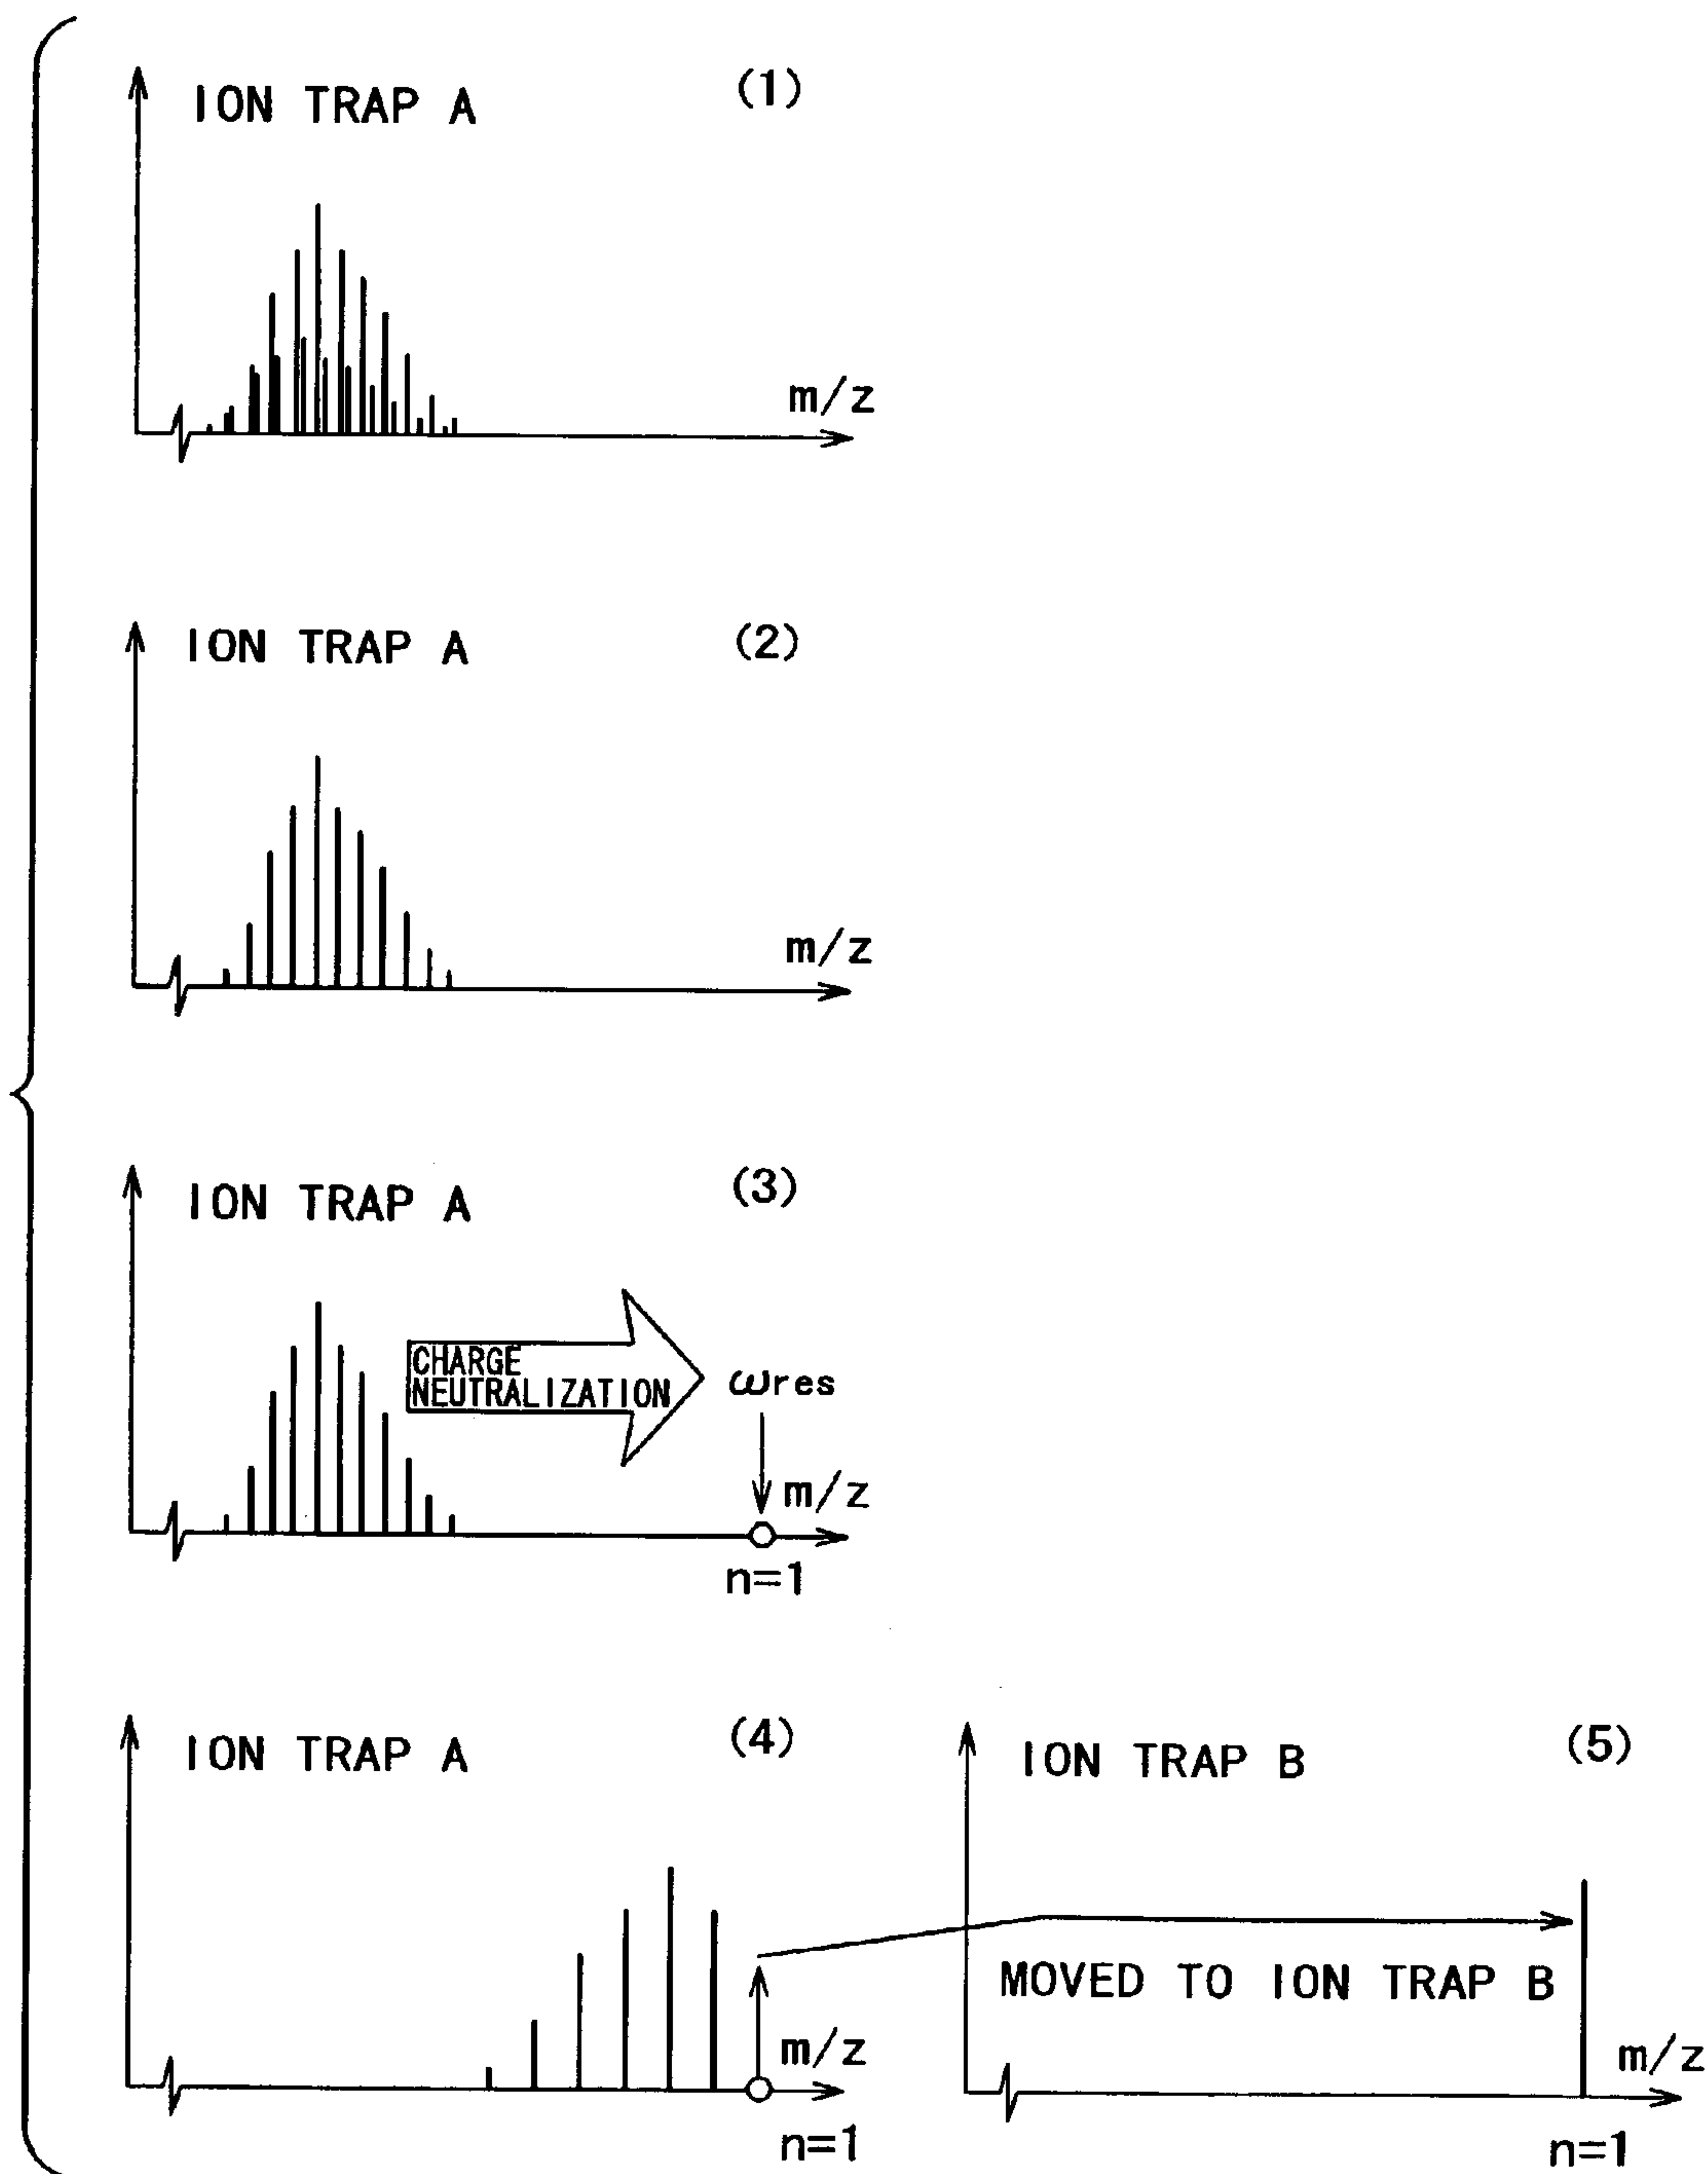 ION TRAP A
(1)
m/z
ION TRAP A
(2)
m/z
ION TRAP A
(3)
CHARGE
NEUTRALIZATION
ωres
m/z
n=1
ION TRAP A
(4)
m/z
n=1
ION TRAP B
(5)
MOVED TO ION TRAP B
m/z
n=1